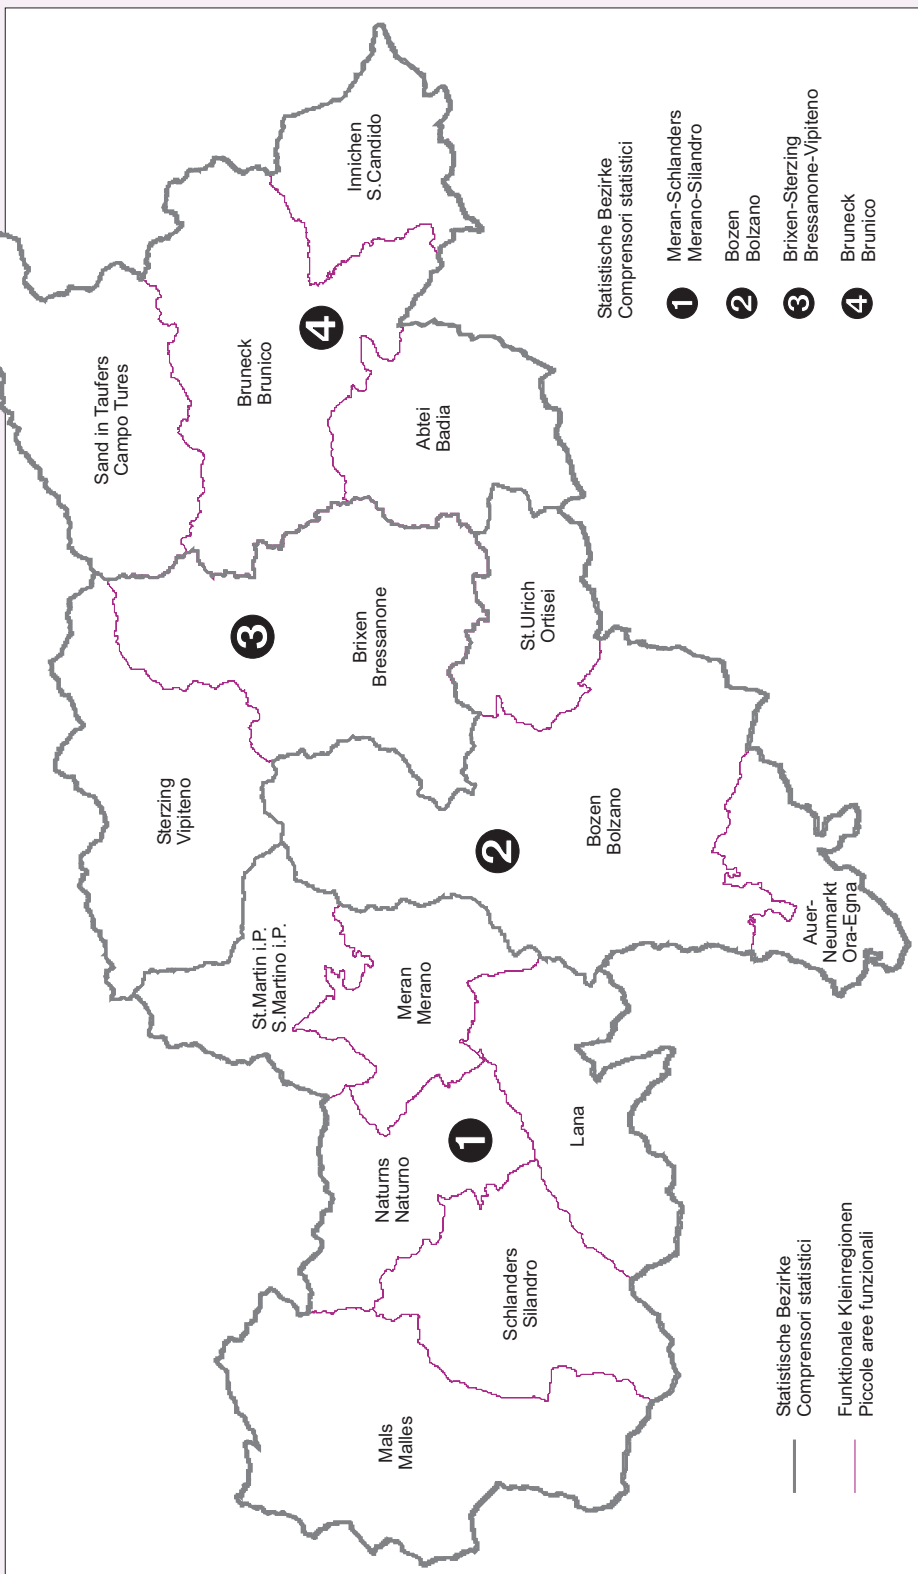 Sand in Taufers
Campo Tures
Innichen
S.Candido
Bruneck
Brunico
4
Abtei
Badia
Sterzing
Vipiteno
3
Brixen
Bressanone
St.Ulrich
Ortisei
St.Martin i.P.
S.Martino i.P.
Meran
Merano
2
Bozen
Bolzano
Naturns
Naturno
1
Lana
Mals
Malles
Schlanders
Silandro
Auer-
Neumarkt
Ora-Egna
Statistische Bezirke
Comprensori statistici
1
Meran-Schlanders
Merano-Silandro
2
Bozen
Bolzano
3
Brixen-Sterzing
Bressanone-Vipiteno
4
Bruneck
Brunico
Statistische Bezirke
Comprensori statistici
Funktionale Kleinregionen
Piccole aree funzionali